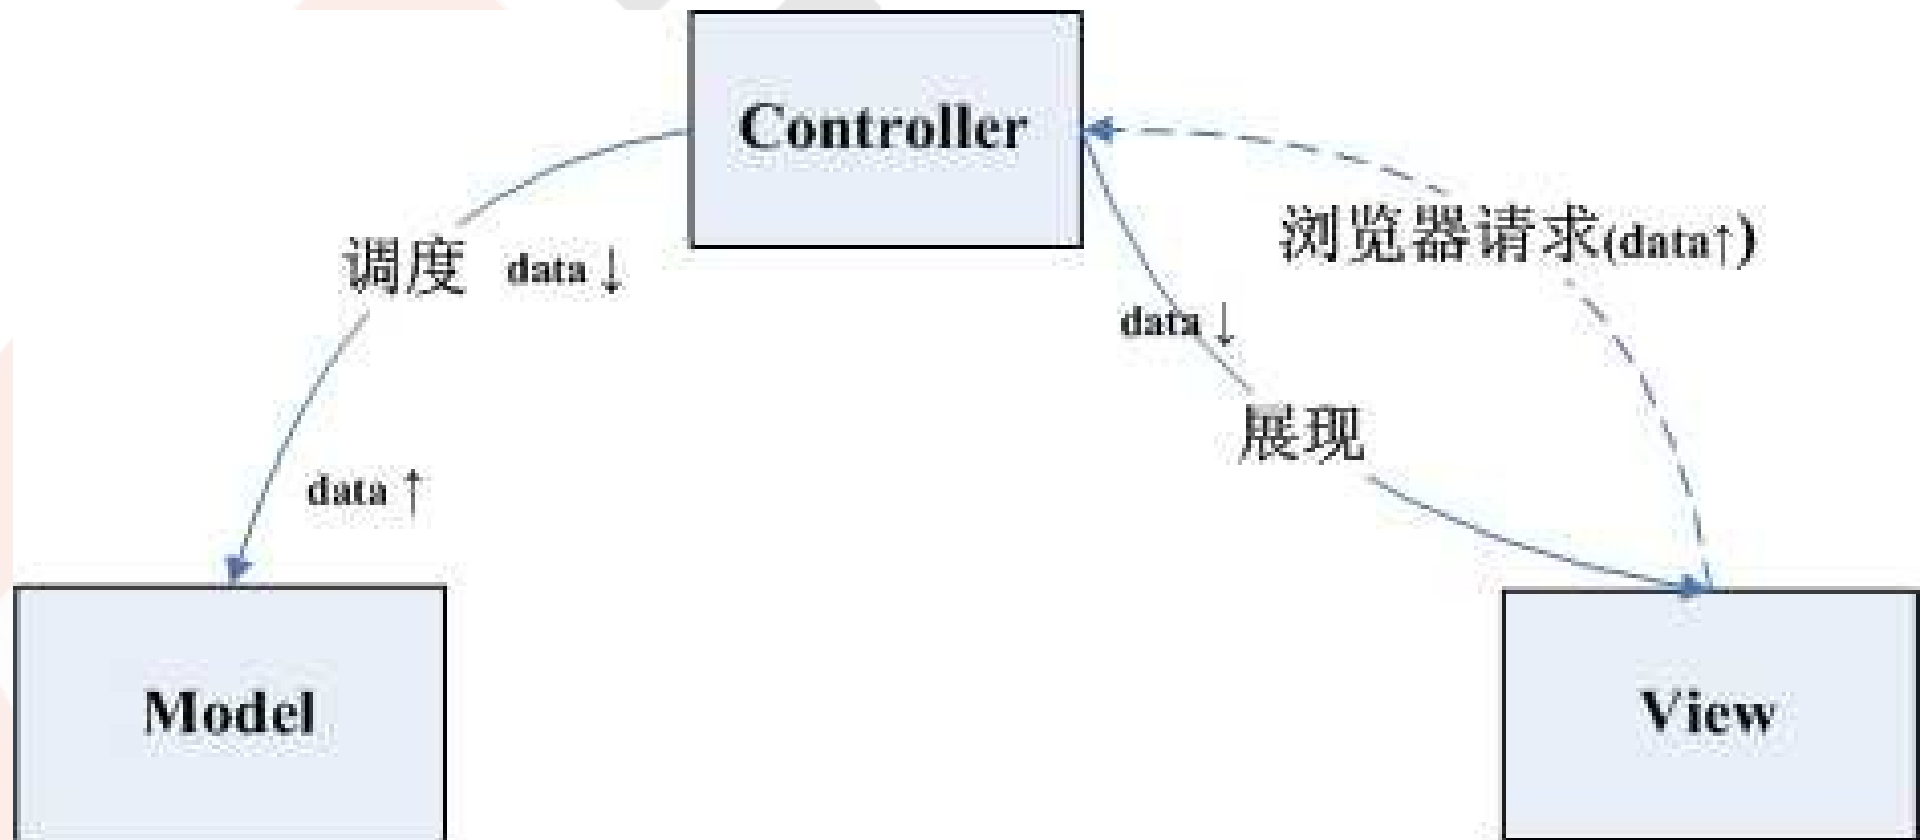 Controller
调度 data ↓
浏览器请求(data↑)
data ↓
展现
data ↑
Model
View